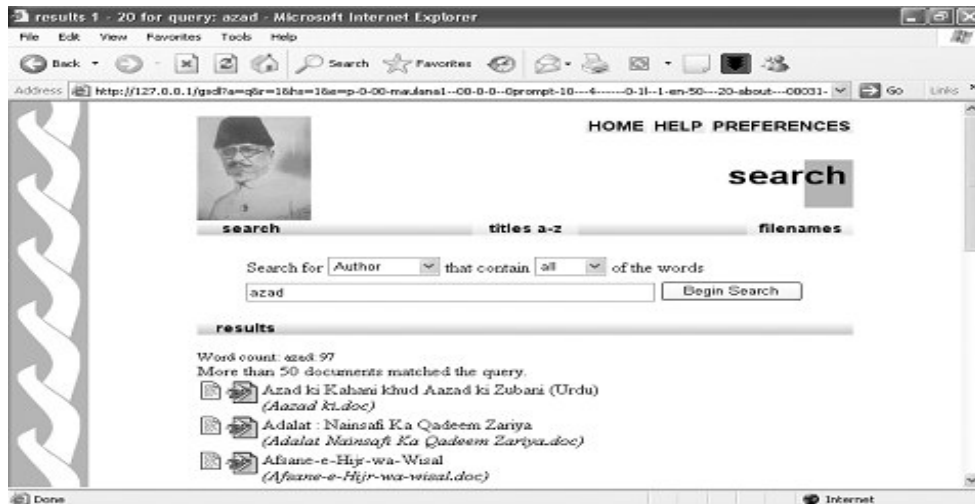 results 1 - 20 for query: azad - Microsoft Internet Explorer
File Edit View Favorites Tools Help
Back Search Favorites
Address http://127.0.0.1/gsdl?a=q&r=1&hs=1&e=p-0-00-maulana1--00-0-0--0prompt-10---4------0-1l--1-en-50---20-about---00031- Go Links »
HOME HELP PREFERENCES
search
search titles a-z filenames
Search for Author that contain all of the words
azad Begin Search
results
Word count: azad: 97
More than 50 documents matched the query.
Azad ki Kahani khud Aazad ki Zubani (Urdu)
(Aazad ki.doc)
Adalat : Nainsafi Ka Qadeem Zariya
(Adalat Nainsafi Ka Qadeem Zariya.doc)
Afsane-e-Hijr-wa-Wisal
(Afsane-e-Hijr-wa-wisal.doc)
Done Internet